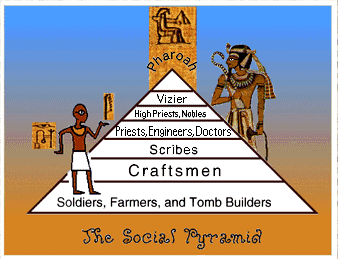 Pharoah
Vizier
High Priests, Nobles
Priests,Engineers,Doctors
Scribes
Craftsmen
Soldiers, Farmers, and Tomb Builders
The Social Pyramid